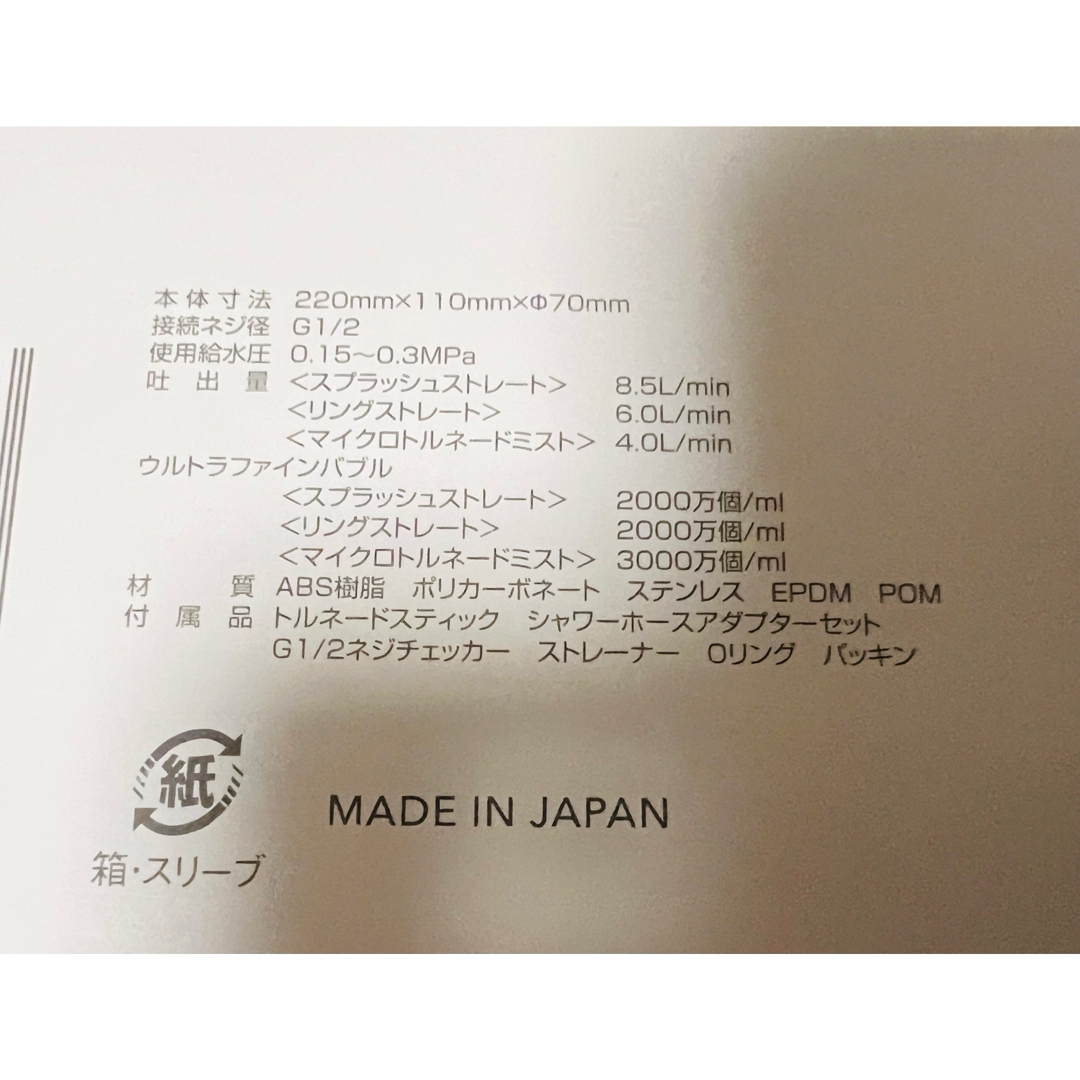 本体寸法 220mm×110mm×Φ70mm
接続ネジ径 G1/2
使用給水圧 0.15～0.3MPa
吐出量 <スプラッシュストレート> 8.5L/min
<リングストレート> 6.0L/min
<マイクロトルネードミスト> 4.0L/min
ウルトラファインバブル
<スプラッシュストレート> 2000万個/ml
<リングストレート> 2000万個/ml
<マイクロトルネードミスト> 3000万個/ml
材質 ABS樹脂 ポリカーボネート ステンレス EPDM POM
付属品 トルネードスティック シャワーホースアダプターセット
G1/2ネジチェッカー ストレーナー Oリング パッキン
紙
箱・スリーブ
MADE IN JAPAN